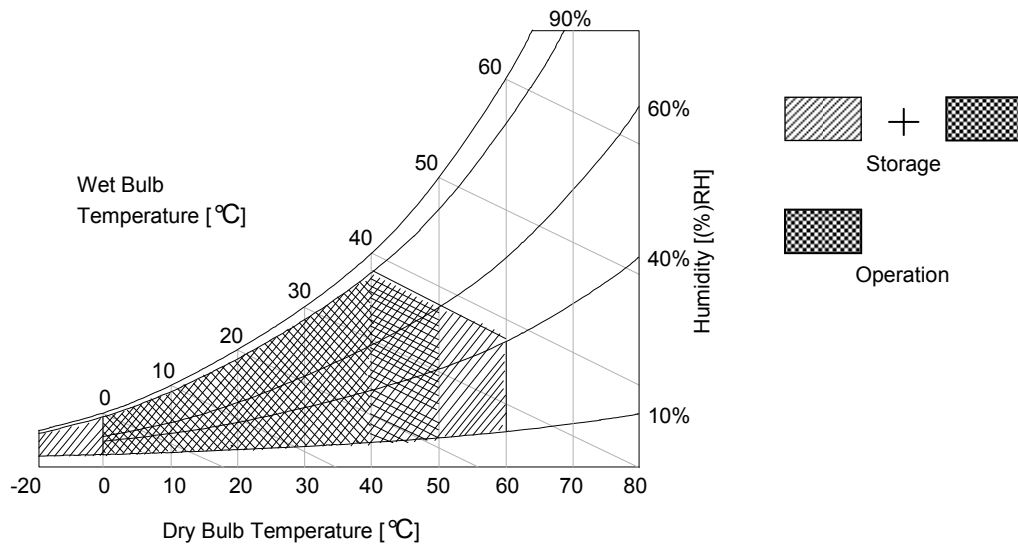 90%
60
60%
50
Wet Bulb
Temperature [℃]
40
Humidity [(%)RH]
40%
30
20
10
0
10%
-20 0 10 20 30 40 50 60 70 80
Dry Bulb Temperature [℃]
Storage
Operation